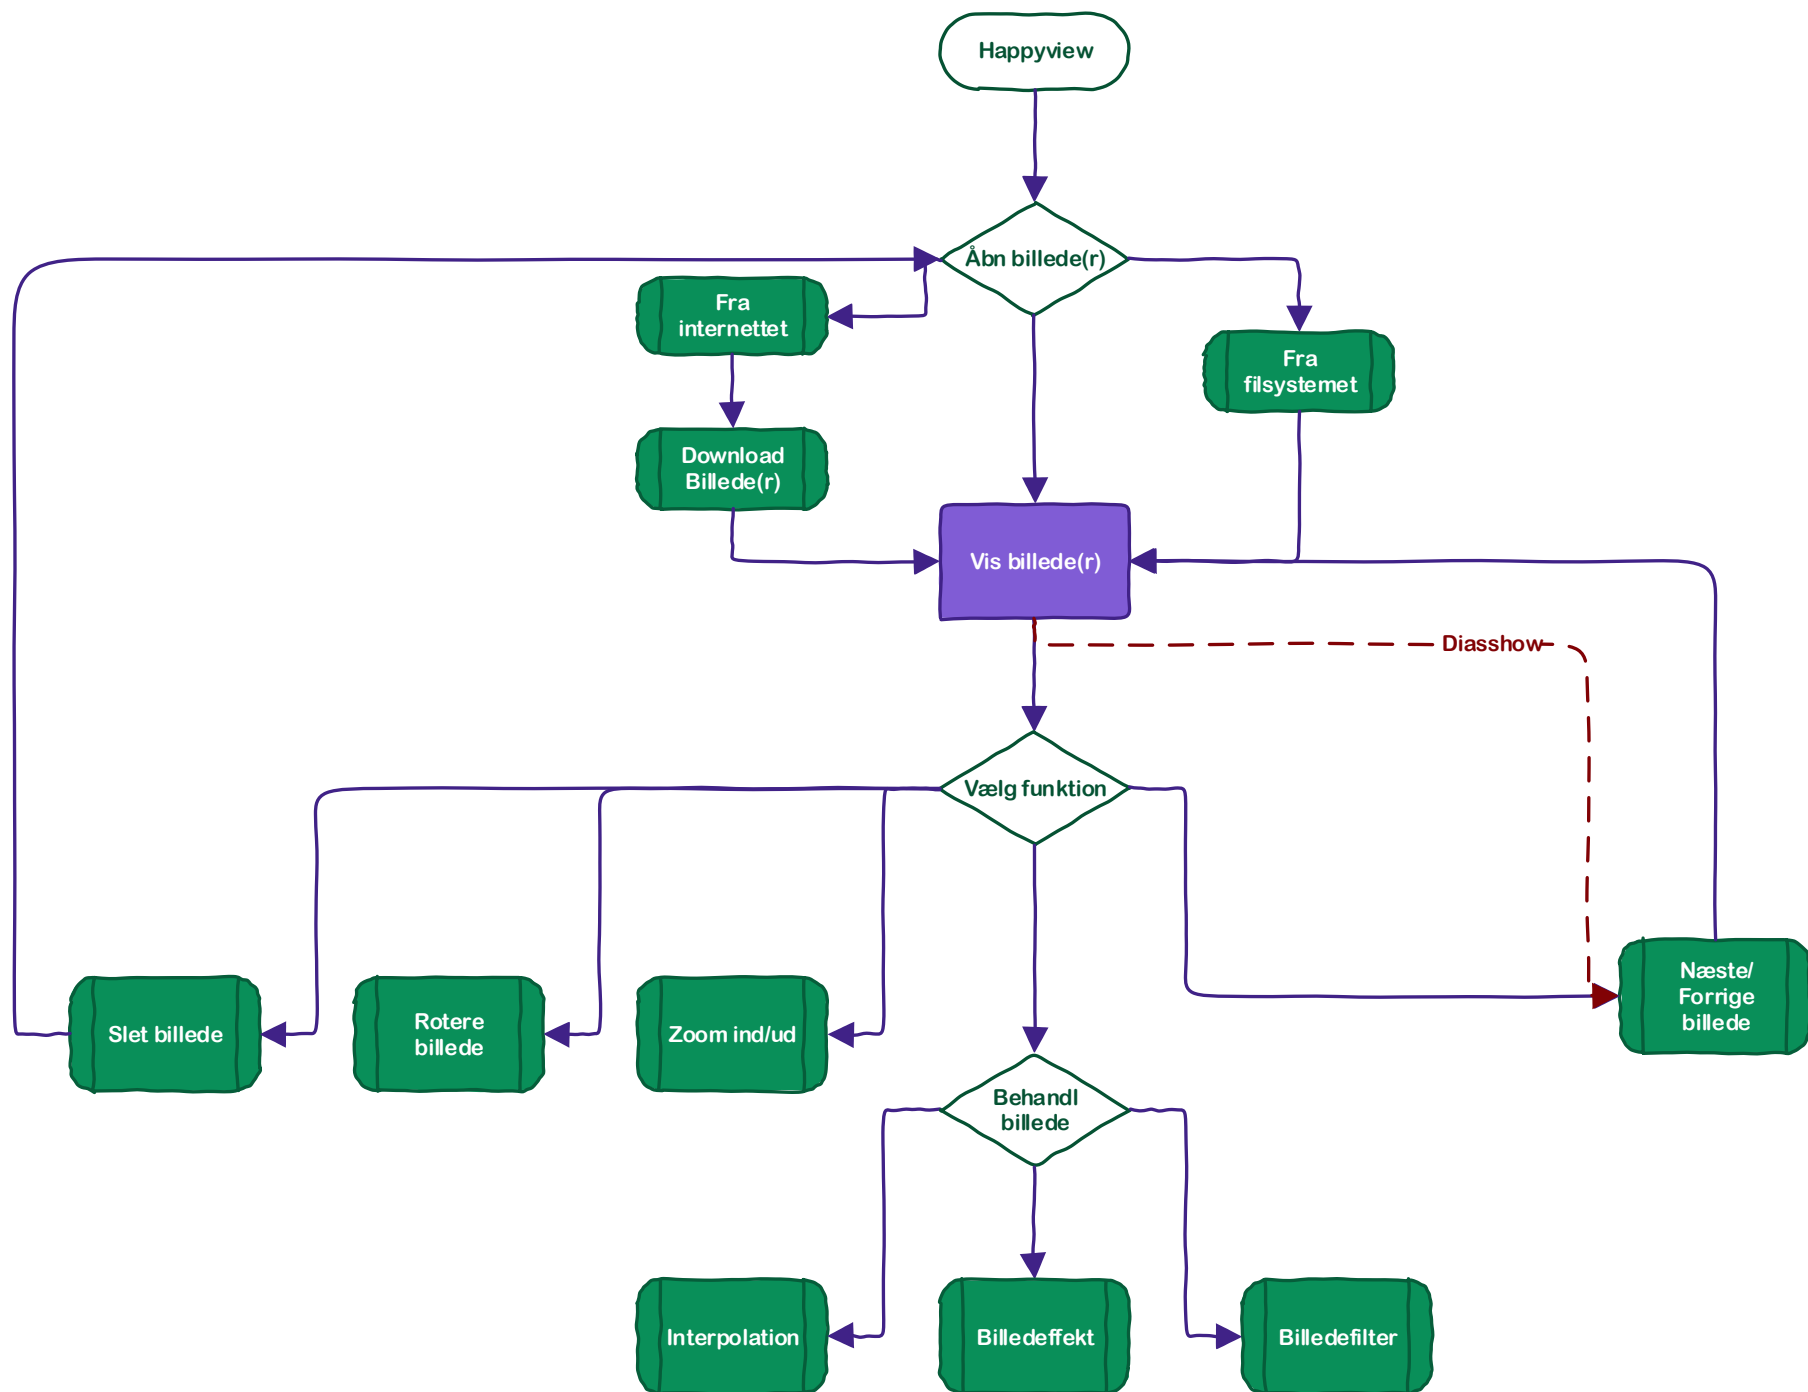 Happyview
Åbn billede(r)
Fra
internettet
Fra
filsystemet
Download
Billede(r)
Vis billede(r)
Diasshow
Vælg funktion
Næste/
Forrige
billede
Slet billede
Rotere
billede
Zoom ind/ud
Behandl
billede
Interpolation
Billedeffekt
Billedefilter